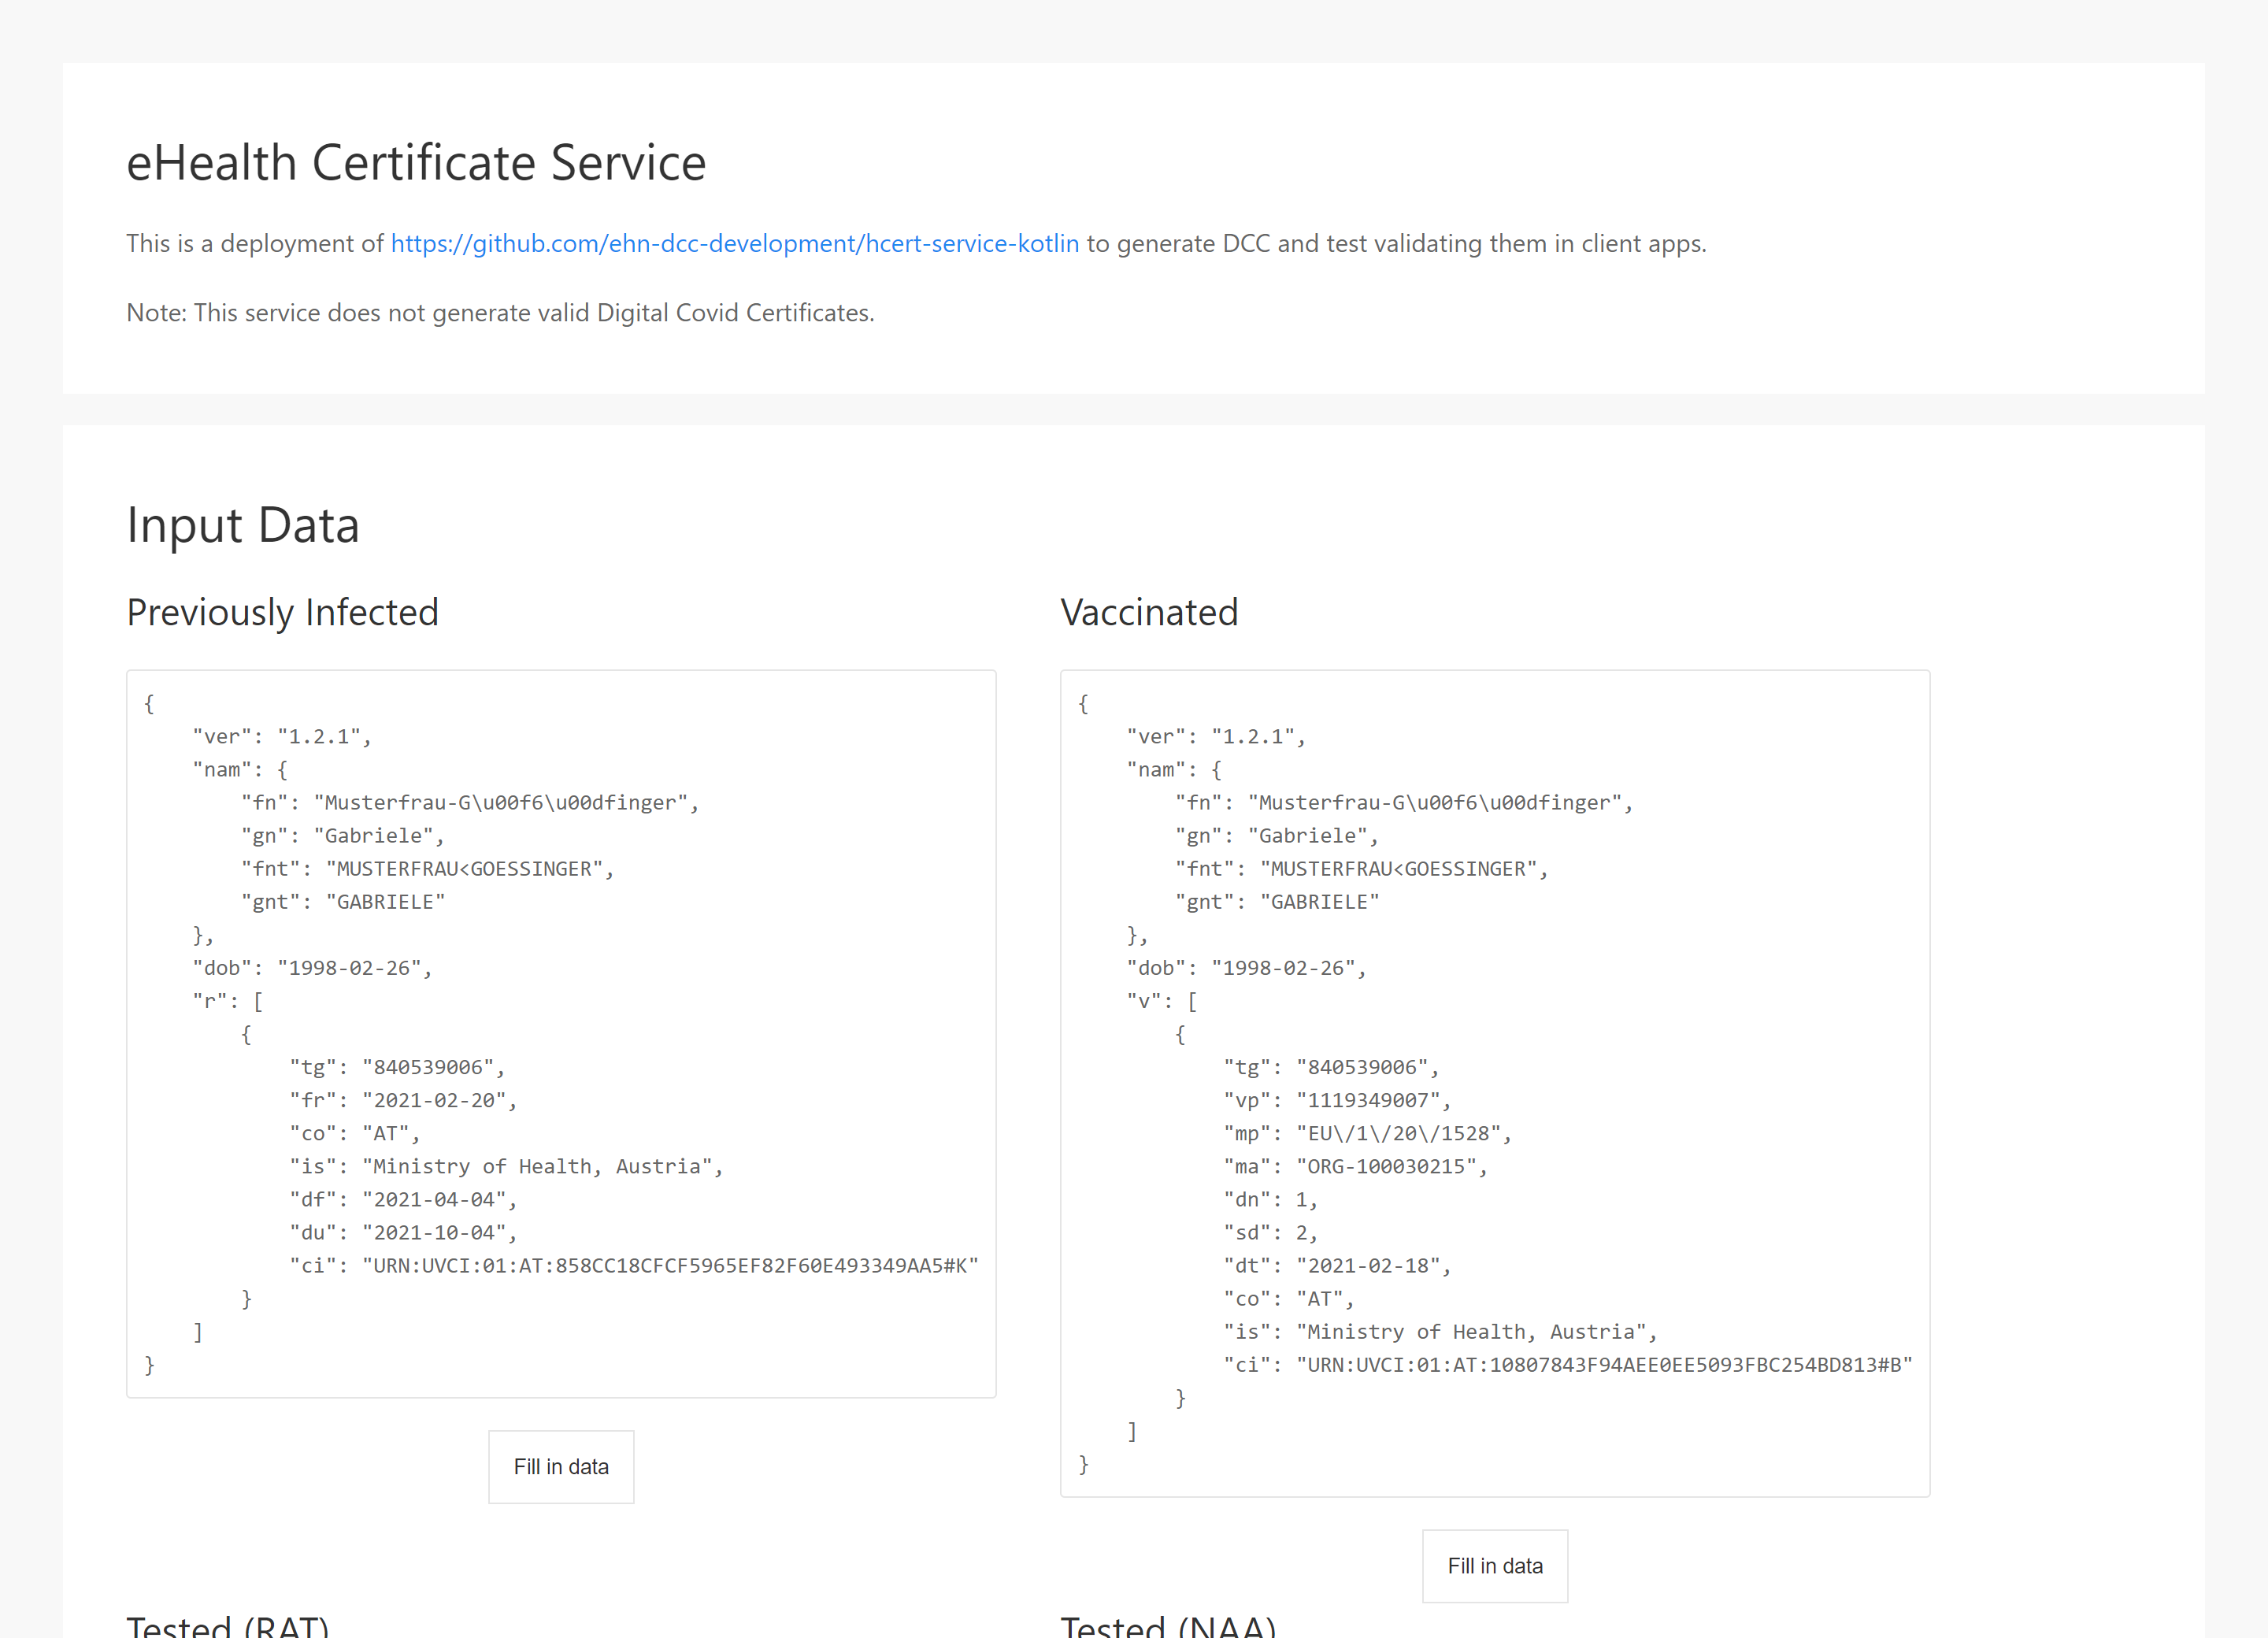 eHealth Certificate Service
This is a deployment of https://github.com/ehn-dcc-development/hcert-service-kotlin to generate DCC and test validating them in client apps.
Note: This service does not generate valid Digital Covid Certificates.
Input Data
Previously Infected
{
    "ver": "1.2.1",
    "nam": {
        "fn": "Musterfrau-G\u00f6\u00dfinger",
        "gn": "Gabriele",
        "fnt": "MUSTERFRAU<GOESSINGER",
        "gnt": "GABRIELE"
    },
    "dob": "1998-02-26",
    "r": [
        {
            "tg": "840539006",
            "fr": "2021-02-20",
            "co": "AT",
            "is": "Ministry of Health, Austria",
            "df": "2021-04-04",
            "du": "2021-10-04",
            "ci": "URN:UVCI:01:AT:858CC18CFCF5965EF82F60E493349AA5#K"
        }
    ]
}
Fill in data
Vaccinated
{
    "ver": "1.2.1",
    "nam": {
        "fn": "Musterfrau-G\u00f6\u00dfinger",
        "gn": "Gabriele",
        "fnt": "MUSTERFRAU<GOESSINGER",
        "gnt": "GABRIELE"
    },
    "dob": "1998-02-26",
    "v": [
        {
            "tg": "840539006",
            "vp": "1119349007",
            "mp": "EU\/1\/20\/1528",
            "ma": "ORG-100030215",
            "dn": 1,
            "sd": 2,
            "dt": "2021-02-18",
            "co": "AT",
            "is": "Ministry of Health, Austria",
            "ci": "URN:UVCI:01:AT:10807843F94AEE0EE5093FBC254BD813#B"
        }
    ]
}
Fill in data
Tested (RAT)
Tested (NAA)